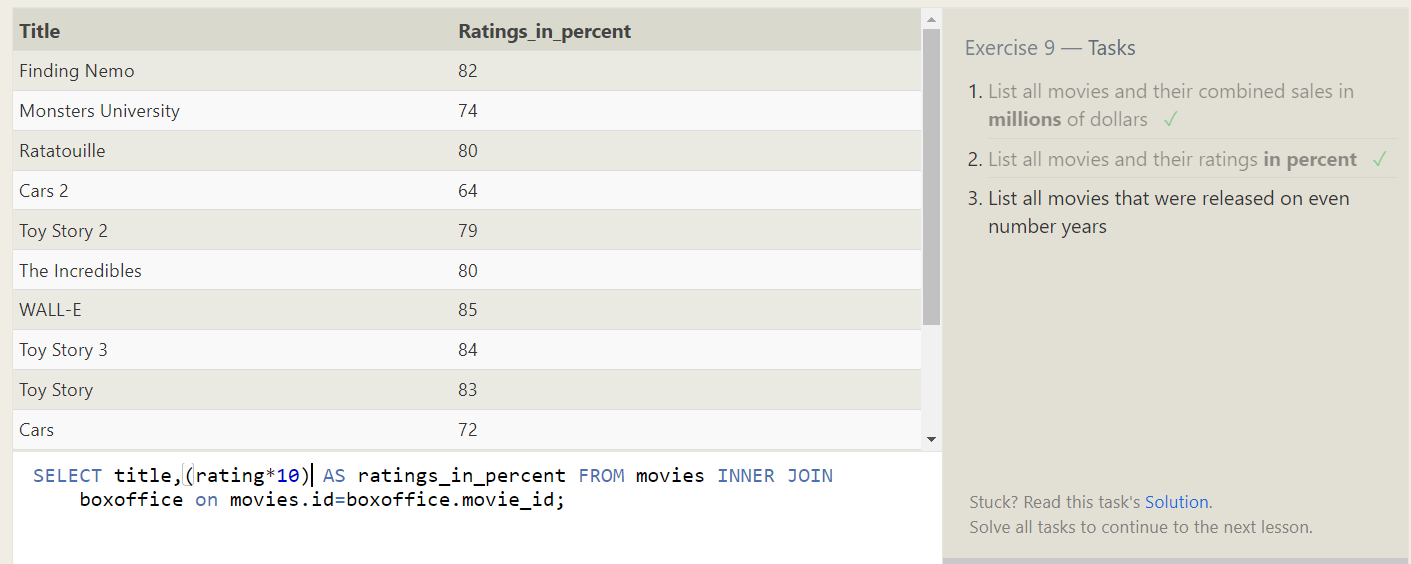 Title Ratings_in_percent
Finding Nemo 82
Monsters University 74
Ratatouille 80
Cars 2 64
Toy Story 2 79
The Incredibles 80
WALL-E 85
Toy Story 3 84
Toy Story 83
Cars 72
SELECT title,(rating*10) AS ratings_in_percent FROM movies INNER JOIN
boxoffice on movies.id=boxoffice.movie_id;
Exercise 9 — Tasks
1. List all movies and their combined sales in
millions of dollars ✓
2. List all movies and their ratings in percent ✓
3. List all movies that were released on even
number years
Stuck? Read this task's Solution.
Solve all tasks to continue to the next lesson.